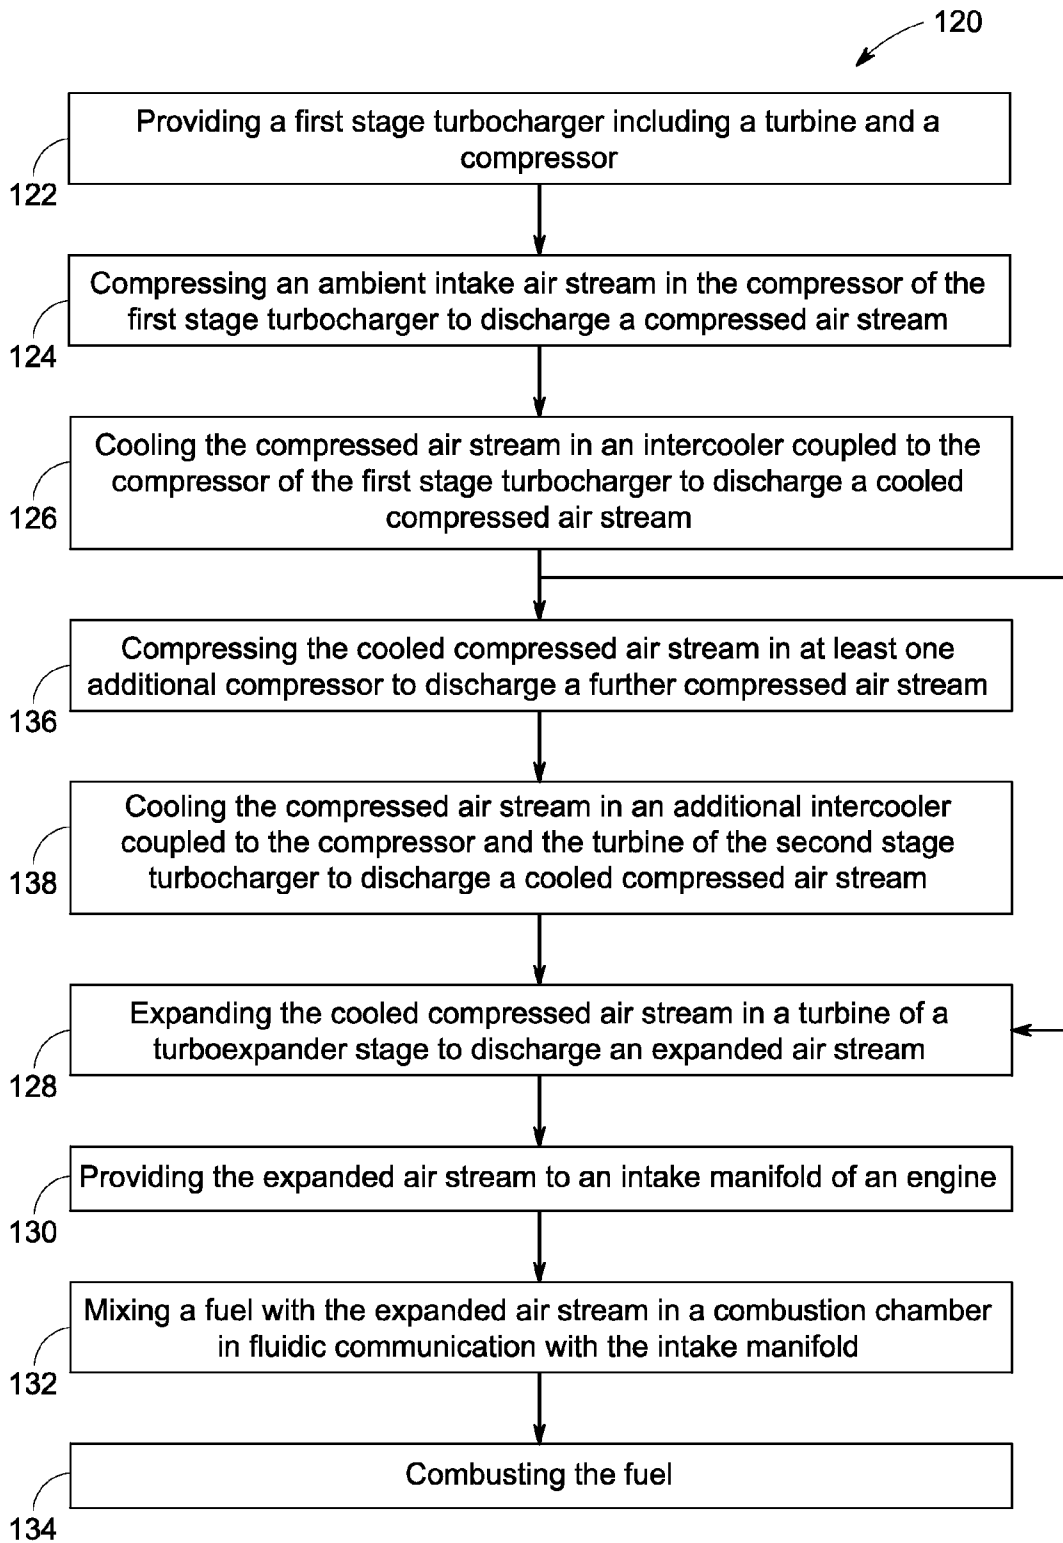 120
Providing a first stage turbocharger including a turbine and a
compressor
122
Compressing an ambient intake air stream in the compressor of the
first stage turbocharger to discharge a compressed air stream
124
Cooling the compressed air stream in an intercooler coupled to the
compressor of the first stage turbocharger to discharge a cooled
compressed air stream
126
Compressing the cooled compressed air stream in at least one
additional compressor to discharge a further compressed air stream
136
Cooling the compressed air stream in an additional intercooler
coupled to the compressor and the turbine of the second stage
turbocharger to discharge a cooled compressed air stream
138
Expanding the cooled compressed air stream in a turbine of a
turboexpander stage to discharge an expanded air stream
128
Providing the expanded air stream to an intake manifold of an engine
130
Mixing a fuel with the expanded air stream in a combustion chamber
in fluidic communication with the intake manifold
132
Combusting the fuel
134